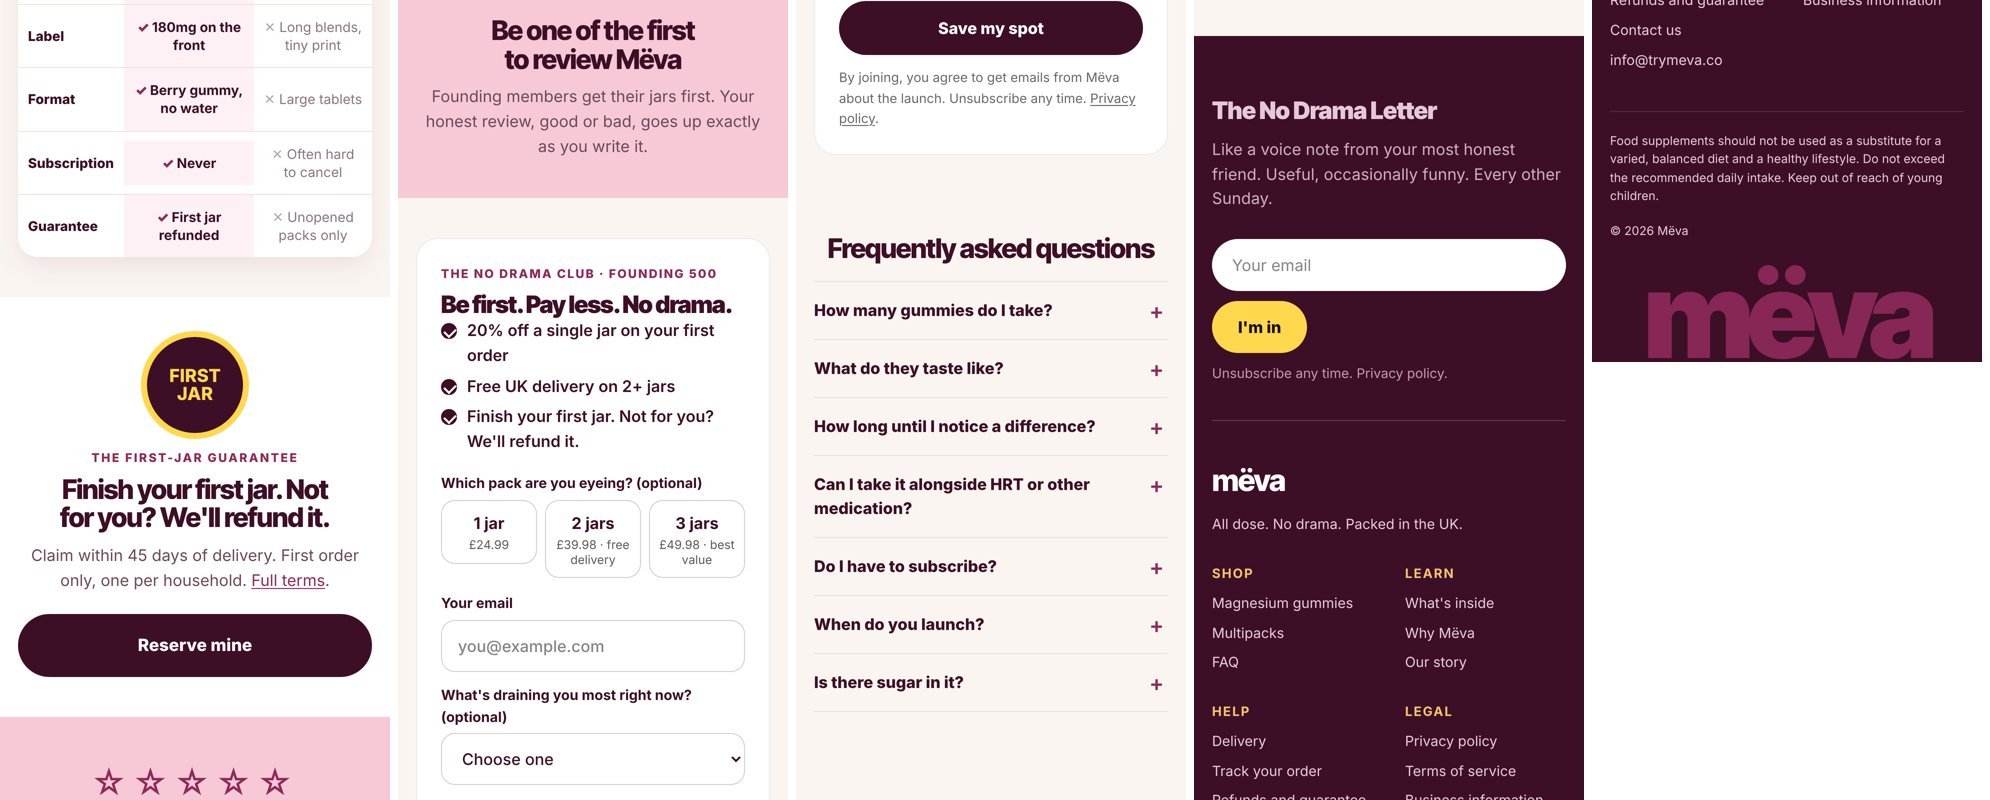 Label
✓ 180mg on the front
✕ Long blends, tiny print
Format
✓ Berry gummy, no water
✕ Large tablets
Subscription
✓ Never
✕ Often hard to cancel
Guarantee
✓ First jar refunded
✕ Unopened packs only
FIRST
JAR
THE FIRST-JAR GUARANTEE
Finish your first jar. Not
for you? We'll refund it.
Claim within 45 days of delivery. First order
only, one per household. Full terms.
Reserve mine
Be one of the first
to review Mëva
Founding members get their jars first. Your
honest review, good or bad, goes up exactly
as you write it.
THE NO DRAMA CLUB · FOUNDING 500
Be first. Pay less. No drama.
20% off a single jar on your first
order
Free UK delivery on 2+ jars
Finish your first jar. Not for you?
We'll refund it.
Which pack are you eyeing? (optional)
1 jar
£24.99
2 jars
£39.98 · free
delivery
3 jars
£49.98 · best
value
Your email
you@example.com
What's draining you most right now?
(optional)
Choose one
Save my spot
By joining, you agree to get emails from Mëva
about the launch. Unsubscribe any time. Privacy
policy.
Frequently asked questions
How many gummies do I take? +
What do they taste like? +
How long until I notice a difference? +
Can I take it alongside HRT or other
medication? +
Do I have to subscribe? +
When do you launch? +
Is there sugar in it? +
The No Drama Letter
Like a voice note from your most honest
friend. Useful, occasionally funny. Every other
Sunday.
Your email
I'm in
Unsubscribe any time. Privacy policy.
mëva
All dose. No drama. Packed in the UK.
SHOP
Magnesium gummies
Multipacks
FAQ
LEARN
What's inside
Why Mëva
Our story
HELP
Delivery
Track your order
Refunds and guarantee
LEGAL
Privacy policy
Terms of service
Business information
Refunds and guarantee
Business information
Contact us
info@trymeva.co
Food supplements should not be used as a substitute for a
varied, balanced diet and a healthy lifestyle. Do not exceed
the recommended daily intake. Keep out of reach of young
children.
© 2026 Mëva
mëva